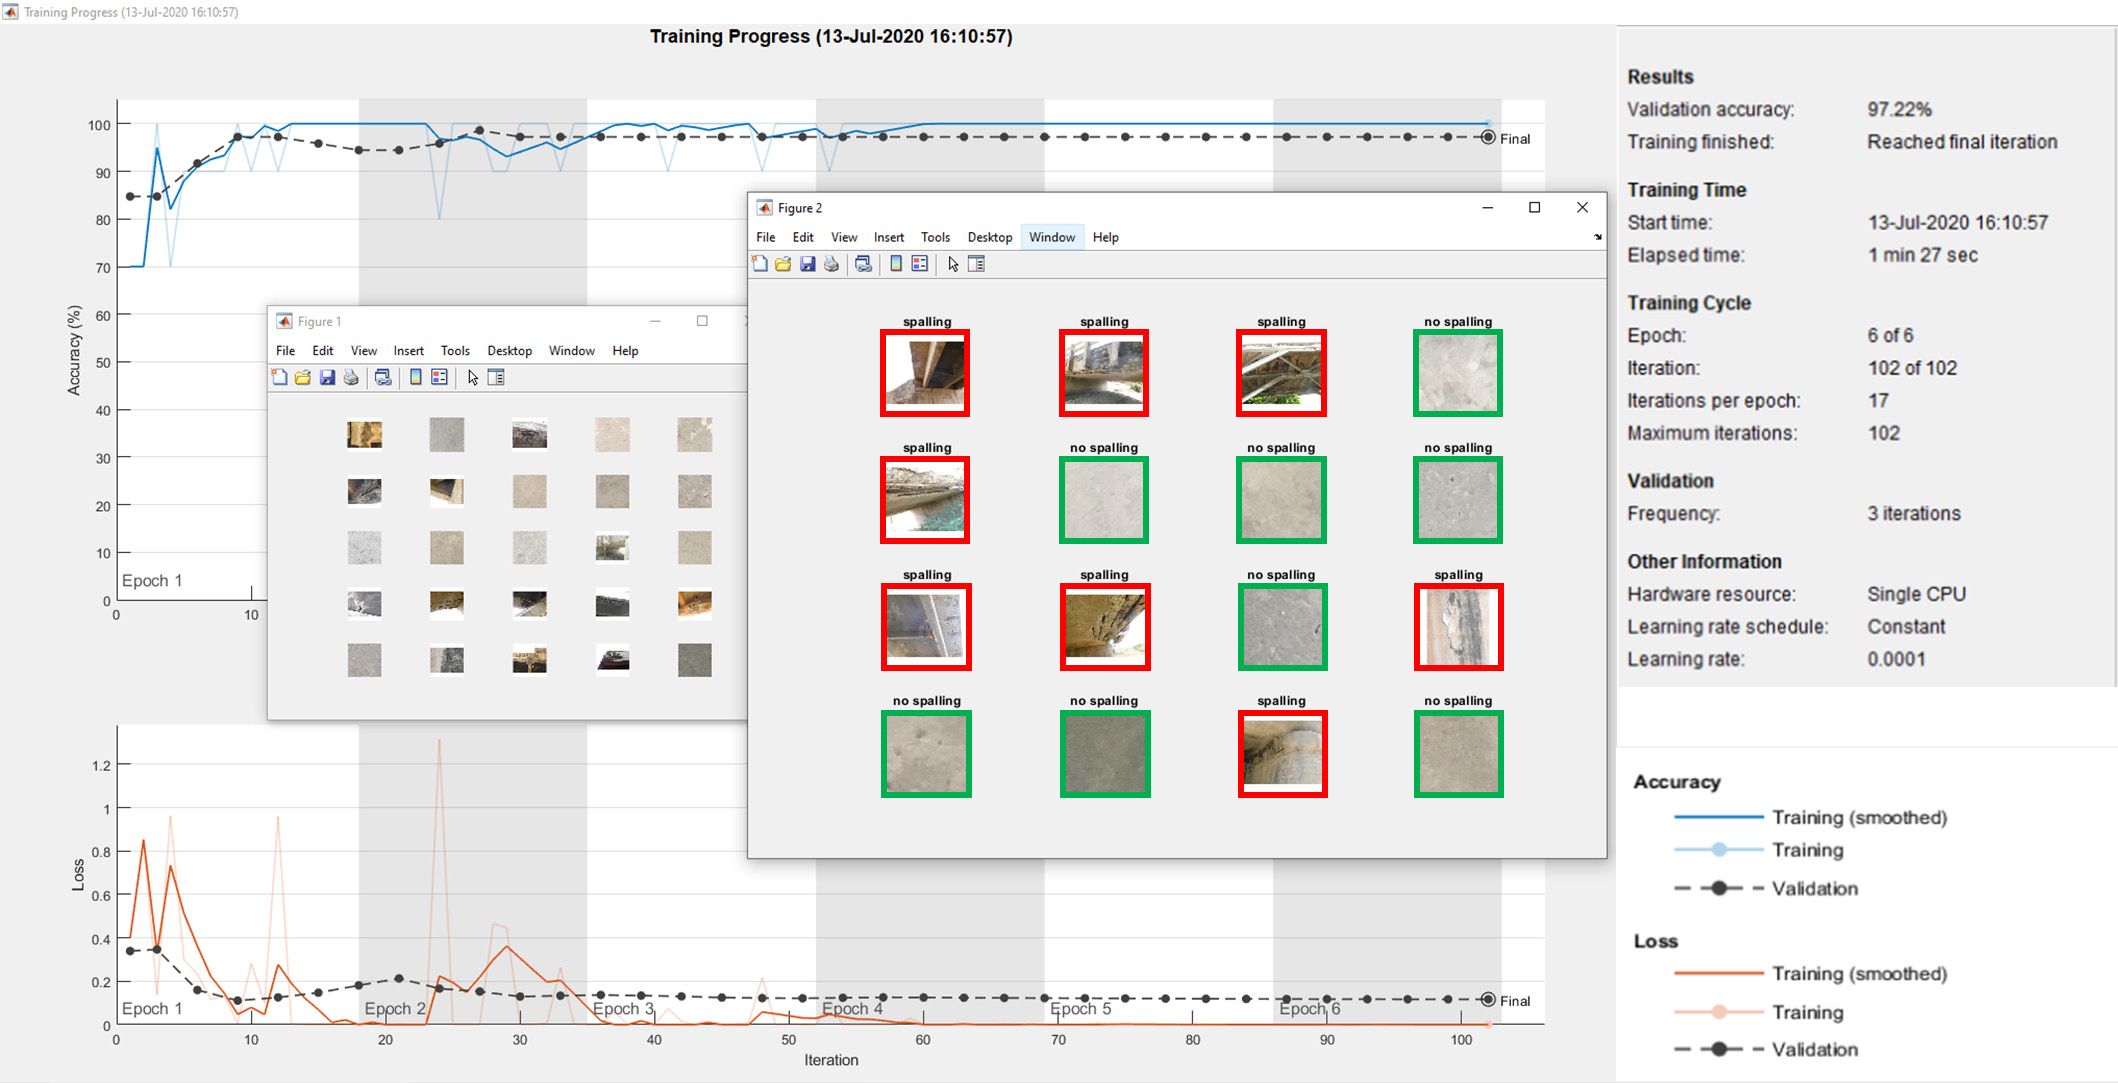 Training Progress (13-Jul-2020 16:10:57)
Training Progress (13-Jul-2020 16:10:57)
Accuracy (%)
100
90
80
70
60
50
40
30
20
10
0
Epoch 1
0
10
Figure 1
File Edit View Insert Tools Desktop Window Help
Figure 2
File Edit View Insert Tools Desktop Window Help
spalling spalling spalling no spalling
spalling no spalling no spalling no spalling
spalling spalling no spalling spalling
no spalling no spalling spalling no spalling
Final
Loss
1.2
1
0.8
0.6
0.4
0.2
0
Epoch 1 Epoch 2 Epoch 3 Epoch 4 Epoch 5 Epoch 6
Final
0 10 20 30 40 50 60 70 80 90 100
Iteration
Results
Validation accuracy: 97.22%
Training finished: Reached final iteration
Training Time
Start time: 13-Jul-2020 16:10:57
Elapsed time: 1 min 27 sec
Training Cycle
Epoch: 6 of 6
Iteration: 102 of 102
Iterations per epoch: 17
Maximum iterations: 102
Validation
Frequency: 3 iterations
Other Information
Hardware resource: Single CPU
Learning rate schedule: Constant
Learning rate: 0.0001
Accuracy
Training (smoothed)
Training
Validation
Loss
Training (smoothed)
Training
Validation